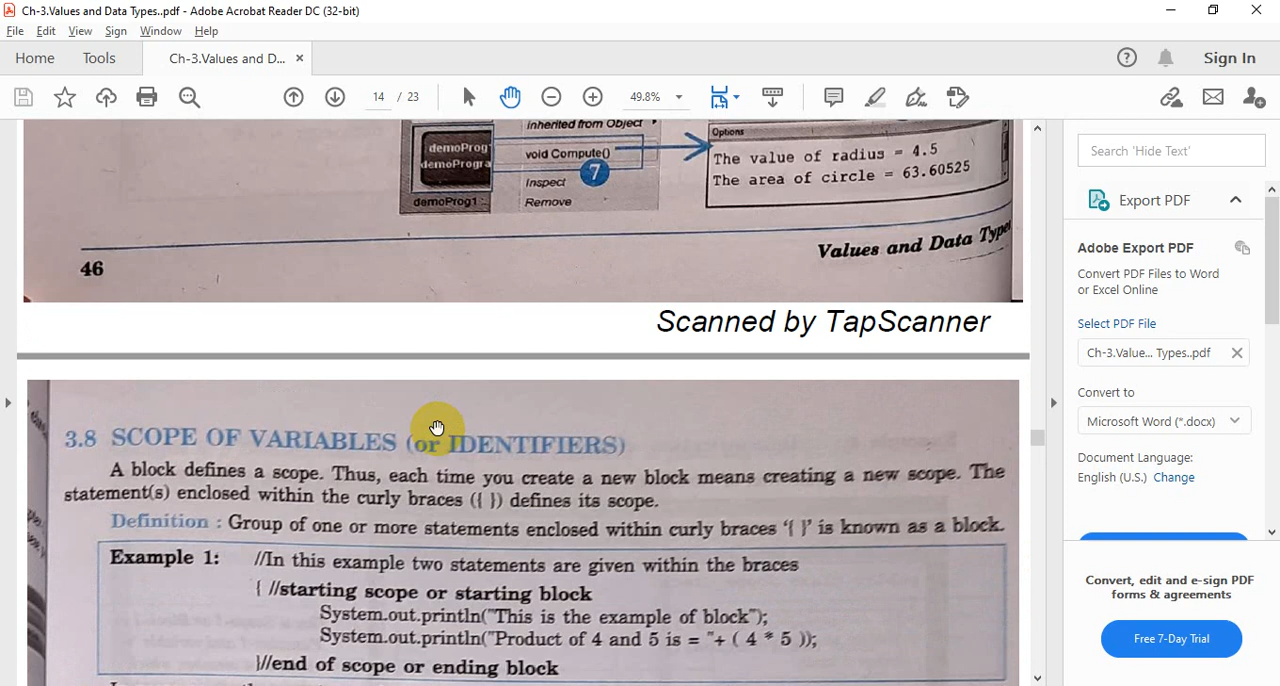 Ch-3.Values and Data Types..pdf - Adobe Acrobat Reader DC (32-bit)
File Edit View Sign Window Help
Home Tools Ch-3.Values and D... × Sign In
14 / 23 49.8%
inherited from Object
demoProg
demoProgra
void Compute()
7
Inspect
Remove
demoProg1:
Options
The value of radius = 4.5
The area of circle = 63.60525
46
Values and Data Type
Scanned by TapScanner
3.8 SCOPE OF VARIABLES (or IDENTIFIERS)
A block defines a scope. Thus, each time you create a new block means creating a new scope. The
statement(s) enclosed within the curly braces ({ }) defines its scope.
Definition : Group of one or more statements enclosed within curly braces '{ }' is known as a block.
Example 1: //In this example two statements are given within the braces
{ //starting scope or starting block
System.out.println("This is the example of block");
System.out.println("Product of 4 and 5 is = "+ ( 4 * 5 ));
}//end of scope or ending block
Search 'Hide Text'
Export PDF
Adobe Export PDF
Convert PDF Files to Word
or Excel Online
Select PDF File
Ch-3.Value... Types..pdf
Convert to
Microsoft Word (*.docx)
Document Language:
English (U.S.) Change
Convert, edit and e-sign PDF
forms & agreements
Free 7-Day Trial